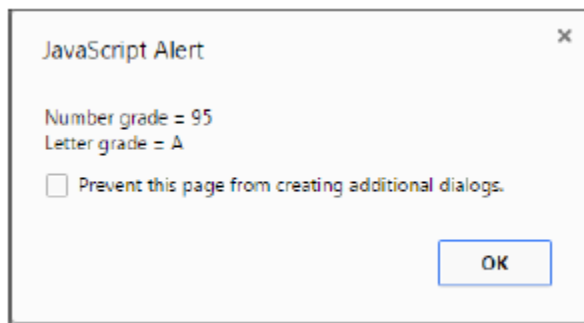 JavaScript Alert
×
Number grade = 95
Letter grade = A
Prevent this page from creating additional dialogs.
OK